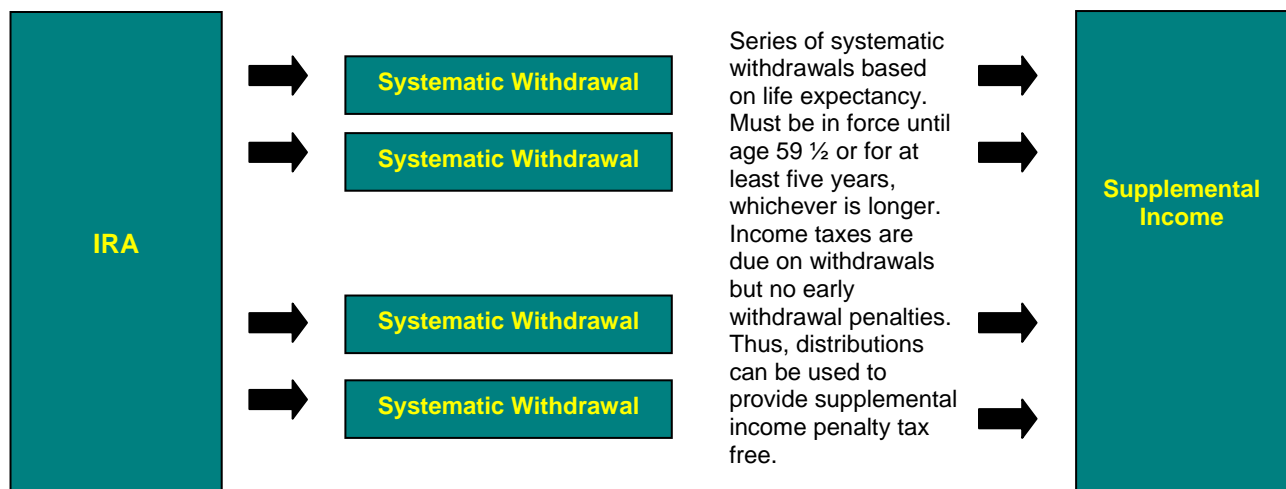 IRA
Systematic Withdrawal
Systematic Withdrawal
Systematic Withdrawal
Systematic Withdrawal
Series of systematic
withdrawals based
on life expectancy.
Must be in force until
age 59 ½ or for at
least five years,
whichever is longer.
Income taxes are
due on withdrawals
but no early
withdrawal penalties.
Thus, distributions
can be used to
provide supplemental
income penalty tax
free.
Supplemental
Income